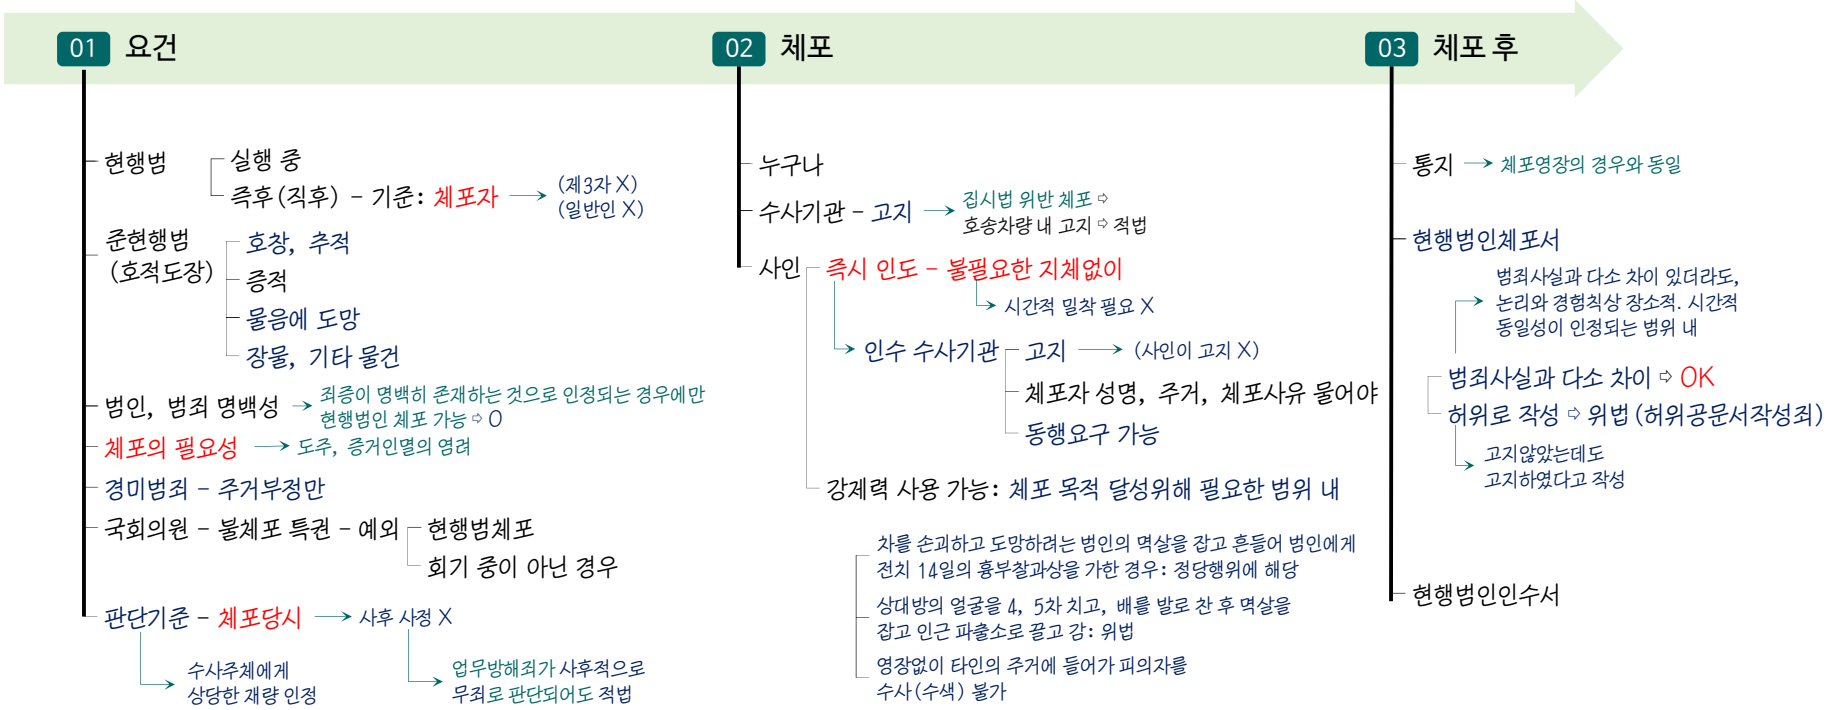 01 요건
현행범
실행 중
즉후(직후) - 기준: 체포자 → (제3자 X)
(일반인 X)
준현행범
(호적도장)
호창, 추적
증적
물음에 도망
장물, 기타 물건
범인, 범죄 명백성 → 죄증이 명백히 존재하는 것으로 인정되는 경우에만
현행범인 체포 가능 ⇨ O
체포의 필요성 → 도주, 증거인멸의 염려
경미범죄 - 주거부정만
국회의원 - 불체포 특권 - 예외
현행범체포
회기 중이 아닌 경우
판단기준 - 체포당시 → 사후 사정 X
수사주체에게
상당한 재량 인정
업무방해죄가 사후적으로
무죄로 판단되어도 적법
02 체포
누구나
수사기관 - 고지 → 집시법 위반 체포 ⇨
호송차량 내 고지 ⇨ 적법
사인
즉시 인도 - 불필요한 지체없이
시간적 밀착 필요 X
인수 수사기관
고지 → (사인이 고지 X)
체포자 성명, 주거, 체포사유 물어야
동행요구 가능
강제력 사용 가능: 체포 목적 달성위해 필요한 범위 내
차를 손괴하고 도망하려는 범인의 멱살을 잡고 흔들어 범인에게
전치 14일의 흉부찰과상을 가한 경우: 정당행위에 해당
상대방의 얼굴을 4, 5차 치고, 배를 발로 찬 후 멱살을
잡고 인근 파출소로 끌고 감: 위법
영장없이 타인의 주거에 들어가 피의자를
수사(수색) 불가
03 체포 후
통지 → 체포영장의 경우와 동일
현행범인체포서
범죄사실과 다소 차이 있더라도,
논리와 경험칙상 장소적. 시간적
동일성이 인정되는 범위 내
범죄사실과 다소 차이 ⇨ OK
허위로 작성 ⇨ 위법(허위공문서작성죄)
고지않았는데도
고지하였다고 작성
현행범인인수서